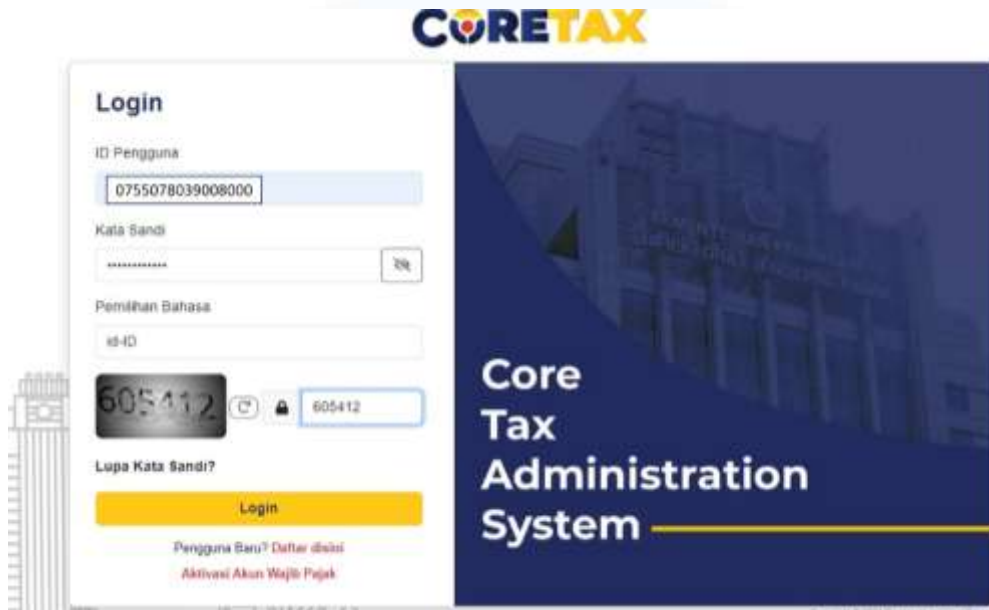 CORETAX
Login
ID Pengguna
0755078039008000
Kata Sandi
Pemilihan Bahasa
id-ID
605412
605412
Lupa Kata Sandi?
Login
Pengguna Baru? Daftar disini
Aktivasi Akun Wajib Pajak
Core
Tax
Administration
System